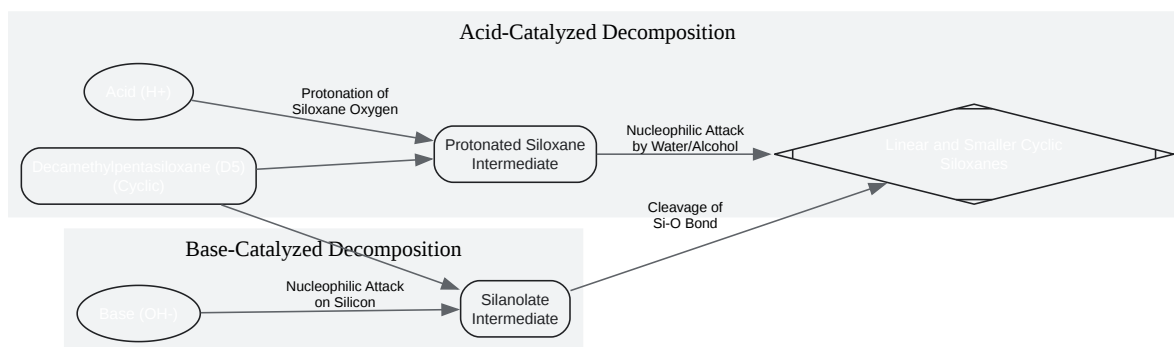 Acid-Catalyzed Decomposition
Acid (H+)
Protonation of
Siloxane Oxygen
Decamethylpentasiloxane (D5)
(Cyclic)
Protonated Siloxane
Intermediate
Nucleophilic Attack
by Water/Alcohol
Linear and Smaller Cyclic
Siloxanes
Cleavage of
Si-O Bond
Base-Catalyzed Decomposition
Base (OH-)
Nucleophilic Attack
on Silicon
Silanolate
Intermediate